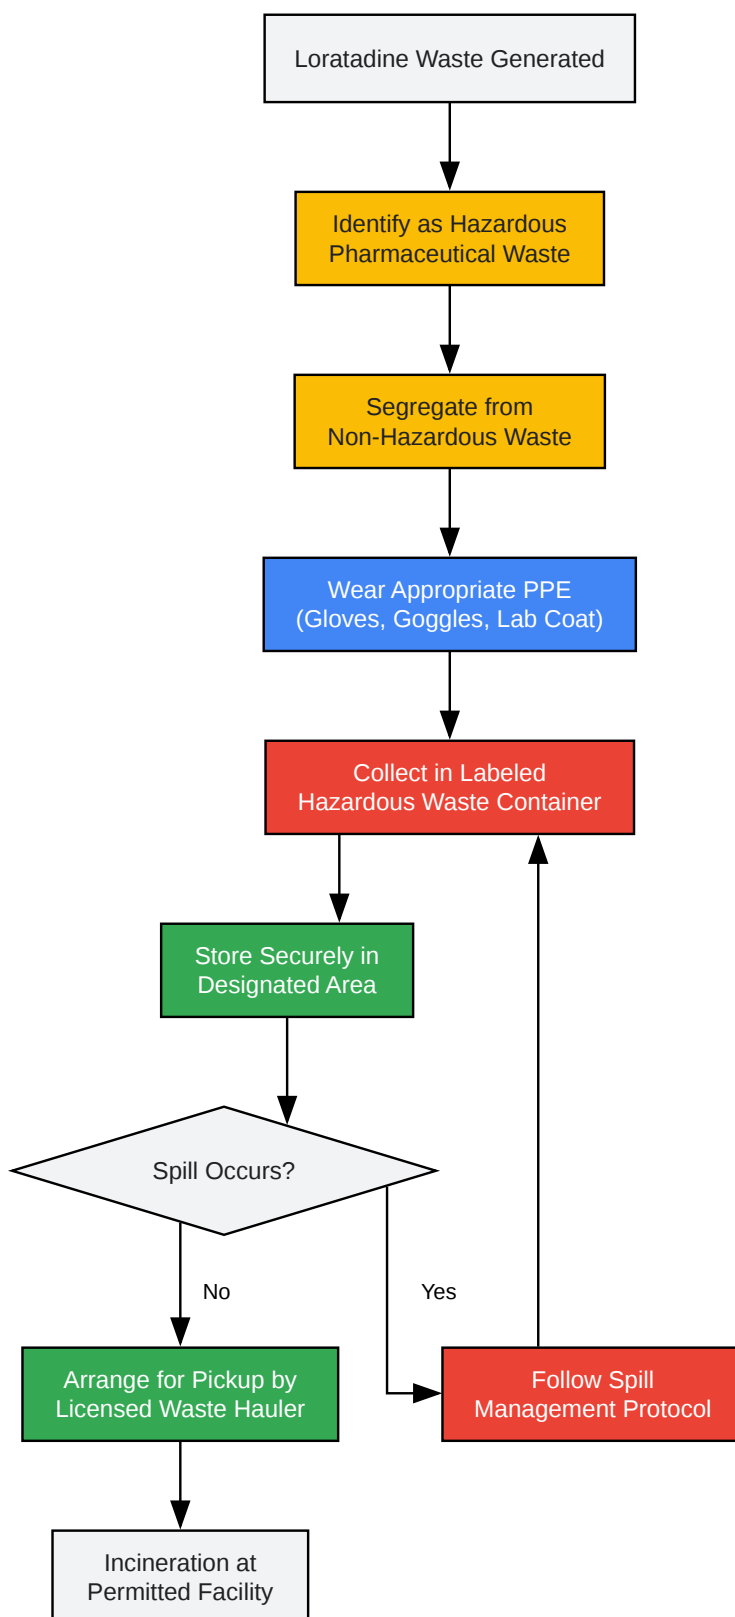 Loratadine Waste Generated
Identify as Hazardous
Pharmaceutical Waste
Segregate from
Non-Hazardous Waste
Wear Appropriate PPE
(Gloves, Goggles, Lab Coat)
Collect in Labeled
Hazardous Waste Container
Store Securely in
Designated Area
Spill Occurs?
No
Yes
Arrange for Pickup by
Licensed Waste Hauler
Follow Spill
Management Protocol
Incineration at
Permitted Facility